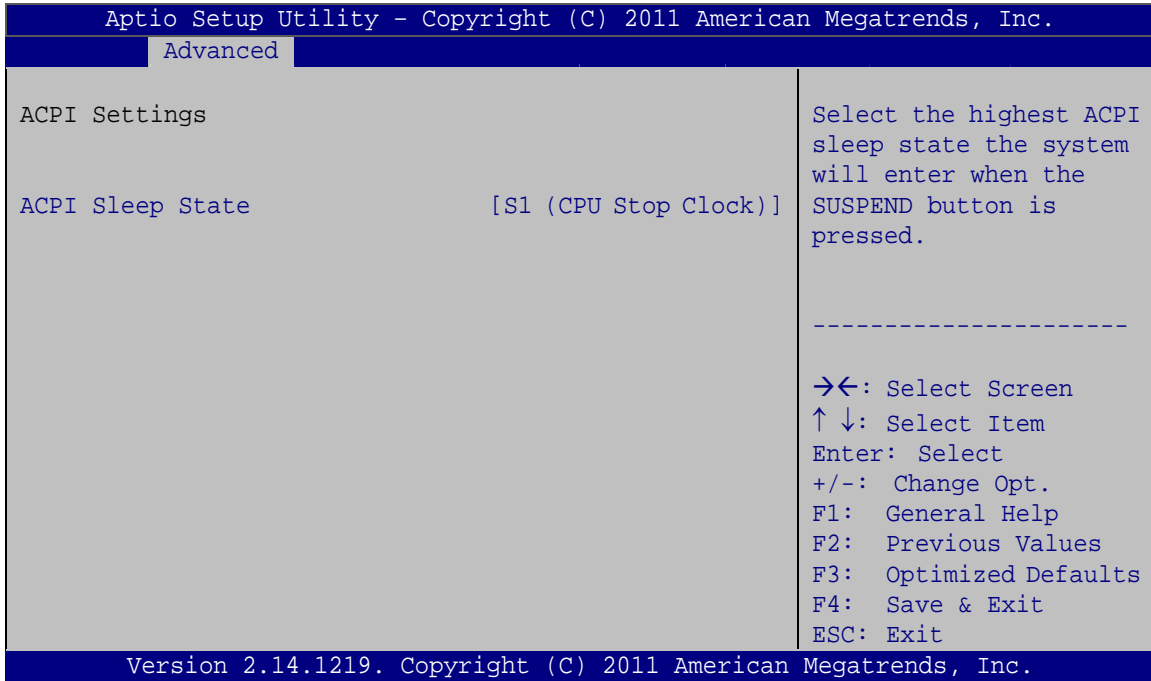 Aptio Setup Utility – Copyright (C) 2011 American Megatrends, Inc.
Advanced
ACPI Settings
ACPI Sleep State [S1 (CPU Stop Clock)]
Select the highest ACPI
sleep state the system
will enter when the
SUSPEND button is
pressed.
----------------------
→←: Select Screen
↑ ↓: Select Item
Enter: Select
+/-: Change Opt.
F1: General Help
F2: Previous Values
F3: Optimized Defaults
F4: Save & Exit
ESC: Exit
Version 2.14.1219. Copyright (C) 2011 American Megatrends, Inc.